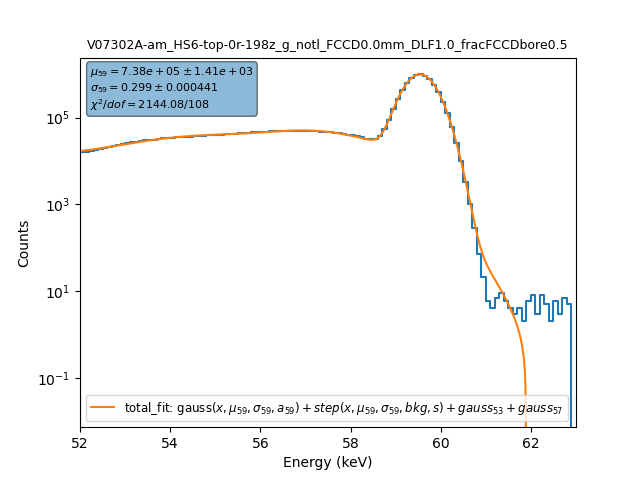 V07302A-am_HS6-top-0r-198z_g_notl_FCCD0.0mm_DLF1.0_fracFCCDbore0.5
μ₅₉ = 7.38e + 05 ± 1.41e + 03
σ₅₉ = 0.299 ± 0.000441
χ²/dof = 2144.08/108
10⁵
10³
10¹
10⁻¹
Counts
total_fit: gauss(x, μ₅₉, σ₅₉, a₅₉) + step(x, μ₅₉, σ₅₉, bkg, s) + gauss₅₃ + gauss₅₇
52 54 56 58 60 62
Energy (keV)